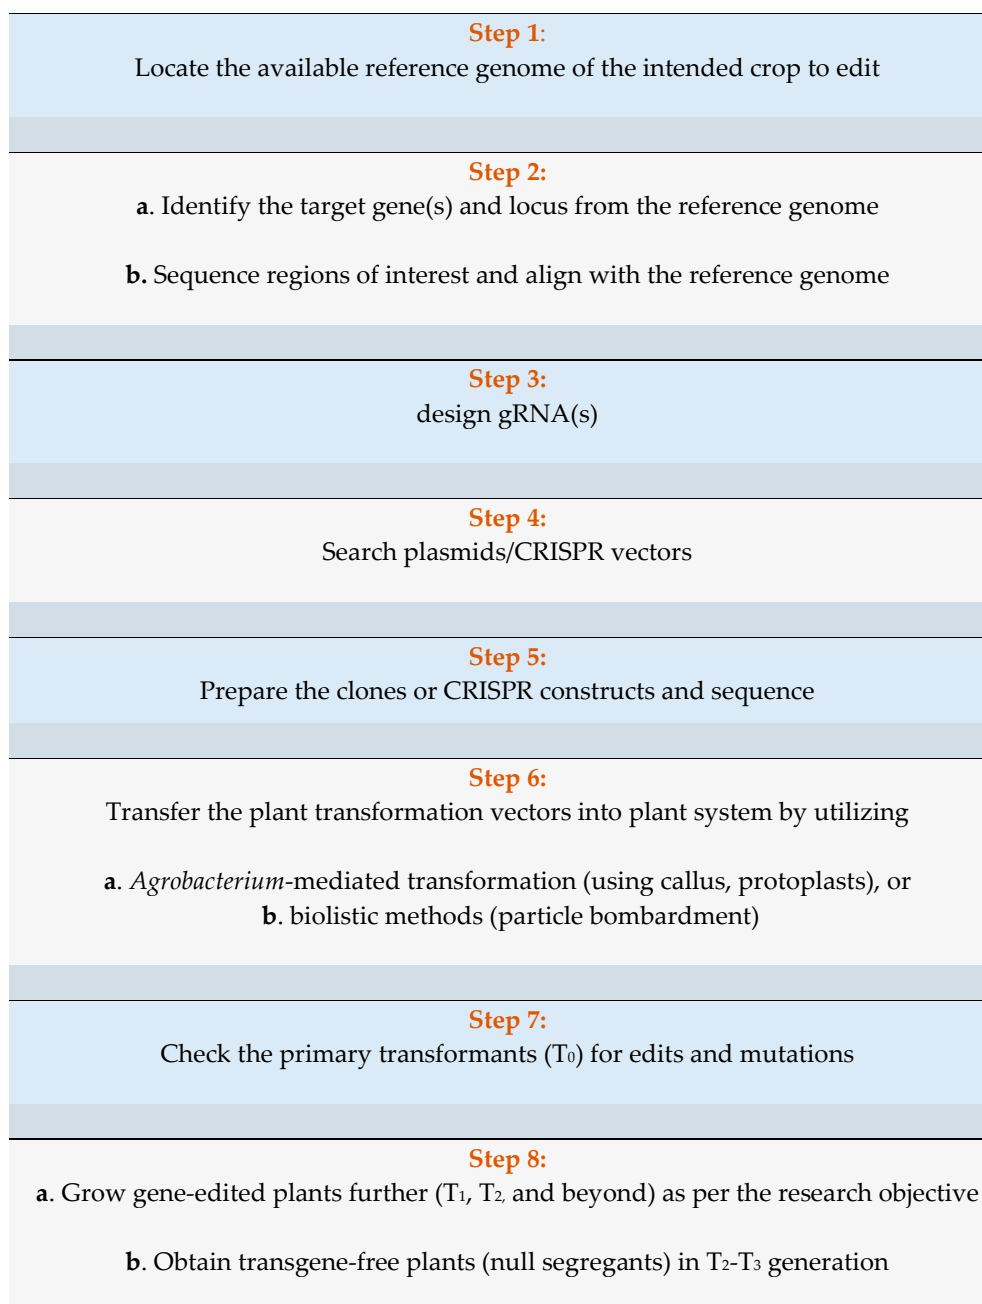 Step 1:
Locate the available reference genome of the intended crop to edit
Step 2:
a. Identify the target gene(s) and locus from the reference genome
b. Sequence regions of interest and align with the reference genome
Step 3:
design gRNA(s)
Step 4:
Search plasmids/CRISPR vectors
Step 5:
Prepare the clones or CRISPR constructs and sequence
Step 6:
Transfer the plant transformation vectors into plant system by utilizing
a. Agrobacterium-mediated transformation (using callus, protoplasts), or
b. biolistic methods (particle bombardment)
Step 7:
Check the primary transformants (T₀) for edits and mutations
Step 8:
a. Grow gene-edited plants further (T₁, T₂, and beyond) as per the research objective
b. Obtain transgene-free plants (null segregants) in T₂-T₃ generation